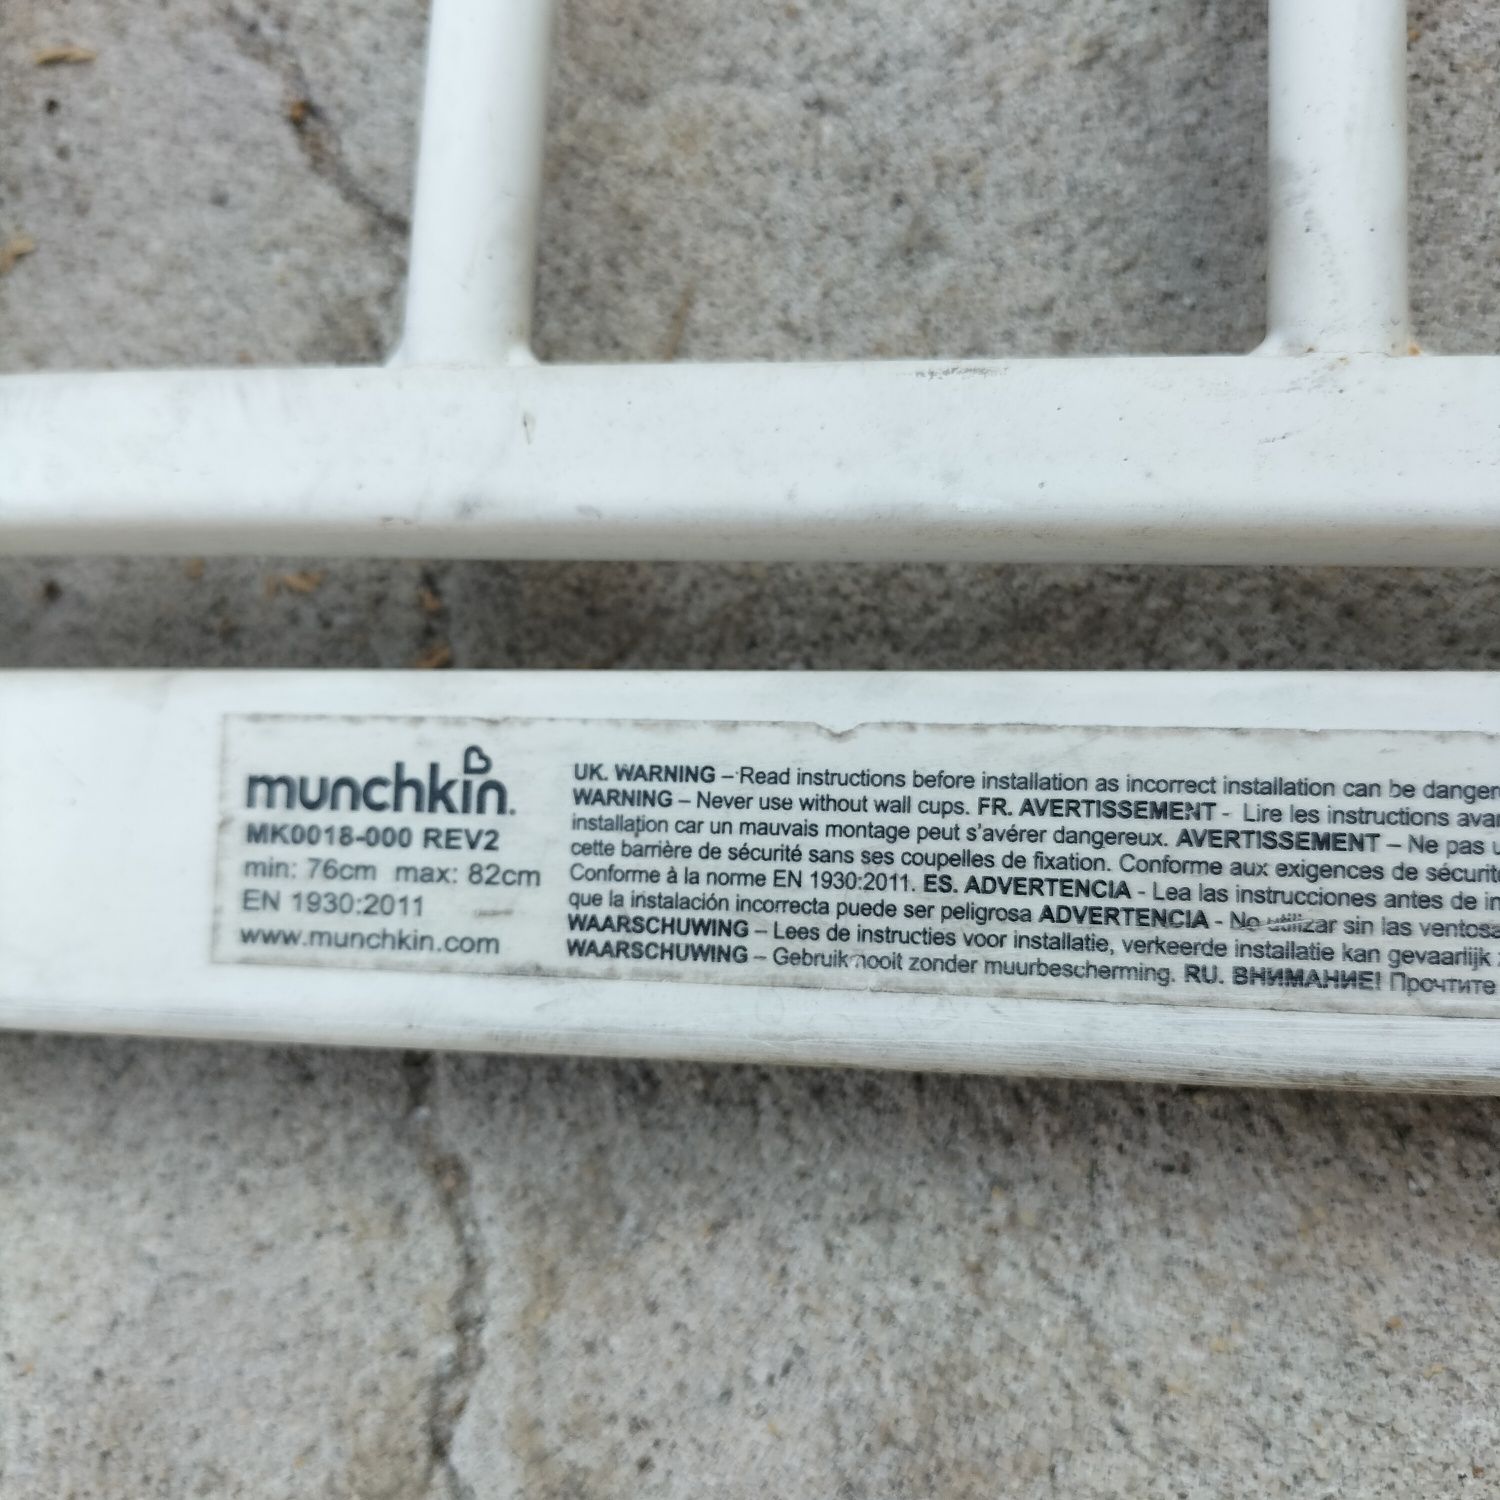 munchkin.
MK0018-000 REV2
min: 76cm max: 82cm
EN 1930:2011
www.munchkin.com
UK. WARNING – Read instructions before installation as incorrect installation can be
WARNING – Never use without wall cups. FR. AVERTISSEMENT - Lire les instructions
installation car un mauvais montage peut s'avérer dangereux. AVERTISSEMENT – Ne pas
cette barrière de sécurité sans ses coupelles de fixation. Conforme aux exigences de
Conforme à la norme EN 1930:2011. ES. ADVERTENCIA - Lea las instrucciones antes de
que la instalación incorrecta puede ser peligrosa ADVERTENCIA - No utilizar sin las
WAARSCHUWING – Lees de instructies voor installatie, verkeerde installatie kan gevaarlijk
WAARSCHUWING – Gebruik nooit zonder muurbescherming. RU. ВНИМАНИЕ! Прочтите